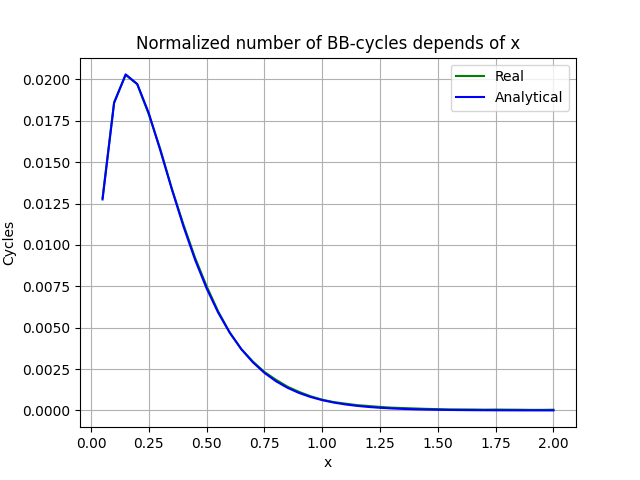 Normalized number of BB-cycles depends of x
Real
Analytical
Cycles
0.0200
0.0175
0.0150
0.0125
0.0100
0.0075
0.0050
0.0025
0.0000
0.00 0.25 0.50 0.75 1.00 1.25 1.50 1.75 2.00
x